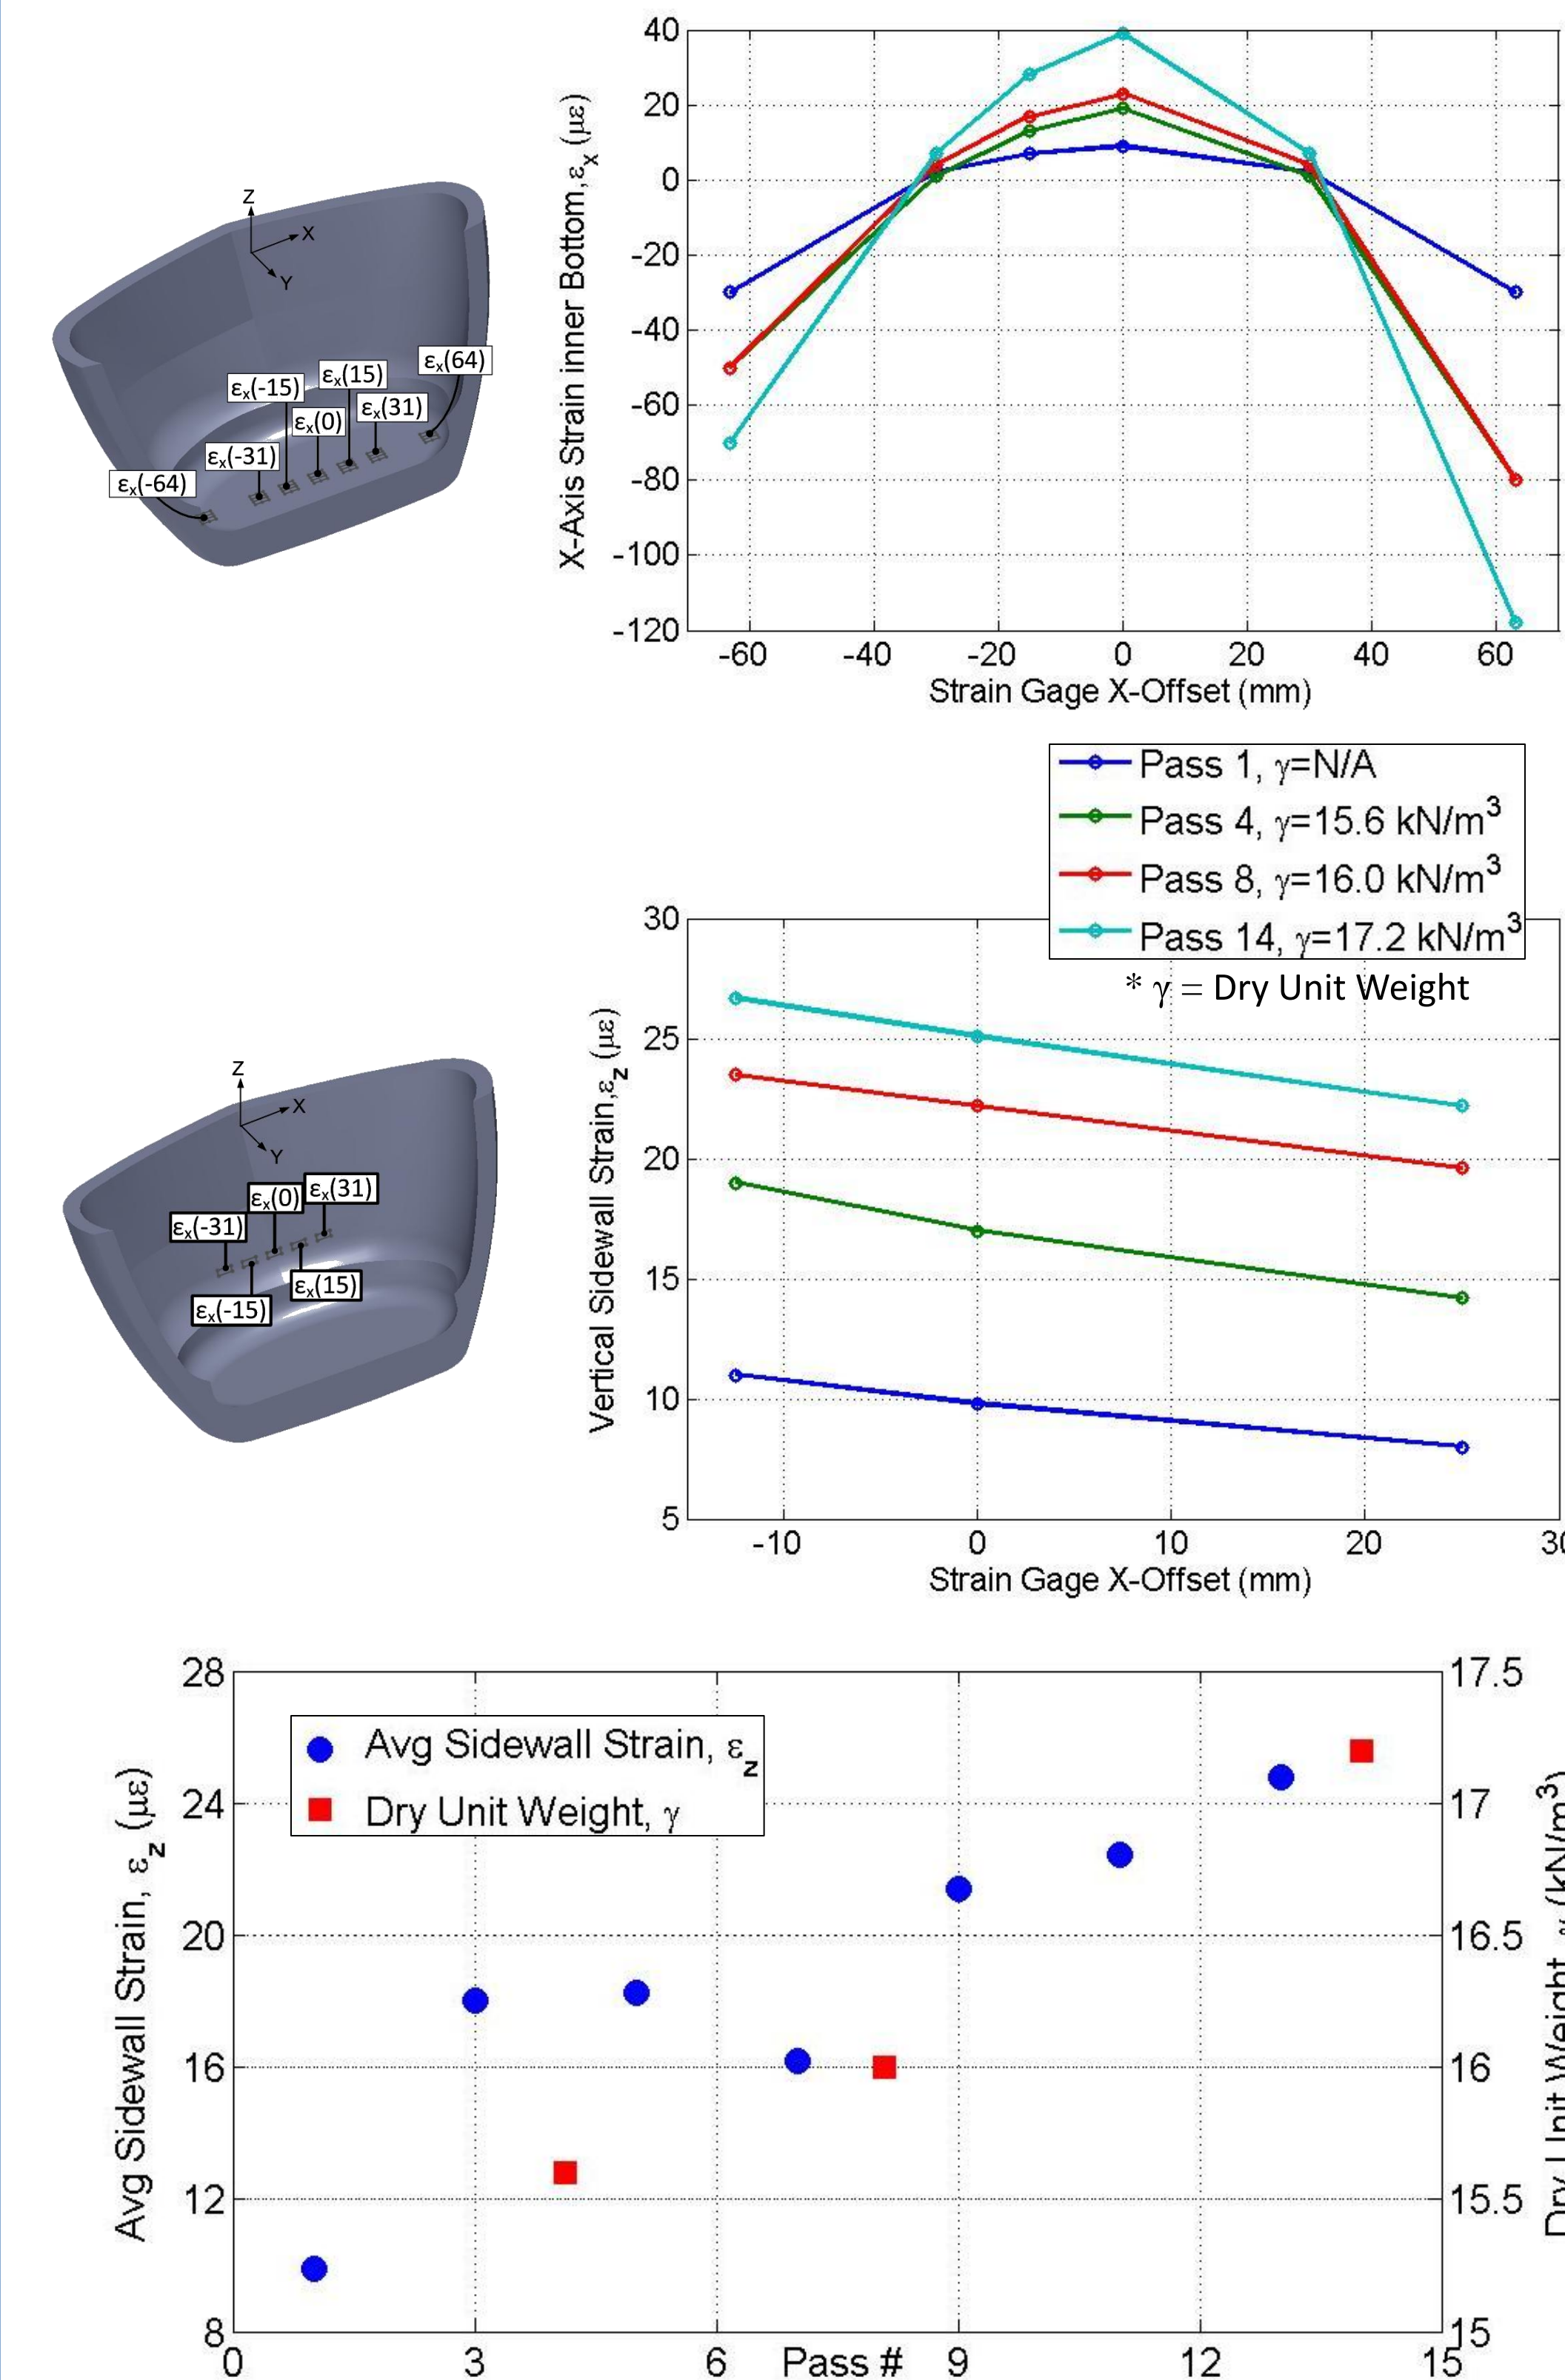 40
20
0
-20
-40
-60
-80
-100
-120
X-Axis Strain inner Bottom,εx (με)
-60 -40 -20 0 20 40 60
Strain Gage X-Offset (mm)
Z
X
Y
εx(64)
εx(15)
εx(-15)
εx(31)
εx(0)
εx(-31)
εx(-64)
Pass 1, γ=N/A
Pass 4, γ=15.6 kN/m³
Pass 8, γ=16.0 kN/m³
Pass 14, γ=17.2 kN/m³
* γ = Dry Unit Weight
30
25
20
15
10
5
Vertical Sidewall Strain,εz (με)
-10 0 10 20 30
Strain Gage X-Offset (mm)
Z
X
Y
εx(31)
εx(0)
εx(-31)
εx(15)
εx(-15)
28
24
20
16
12
8
Avg Sidewall Strain, εz (με)
Avg Sidewall Strain, εz
Dry Unit Weight, γ
17.5
17
16.5
16
15.5
15
Dry Unit Weight, γ (kN/m³)
0 3 6 Pass # 9 12 15